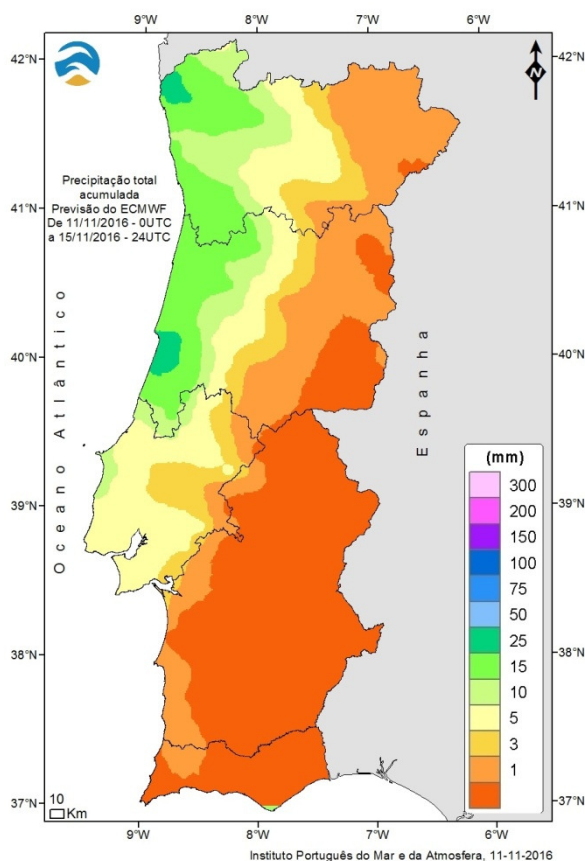 9°W
8°W
7°W
6°W
42°N
42°N
N
Precipitação total
acumulada
Previsão do ECMWF
De 11/11/2016 - 0UTC
a 15/11/2016 - 24UTC
41°N
41°N
Oceano Atlântico
Espanha
40°N
40°N
(mm)
300
200
150
100
75
50
25
15
10
5
3
1
39°N
39°N
38°N
38°N
37°N
37°N
10
Km
9°W
8°W
7°W
6°W
Instituto Português do Mar e da Atmosfera, 11-11-2016